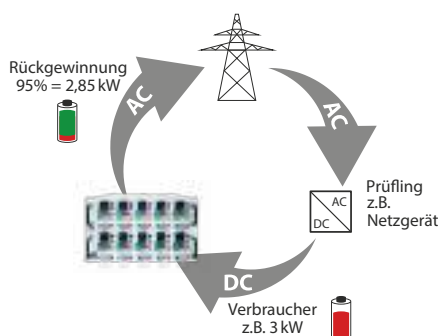 Rückgewinnung
95% = 2,85 kW
AC
AC
AC
DC
Prüfling
z.B.
Netzgerät
DC
Verbraucher
z.B. 3 kW